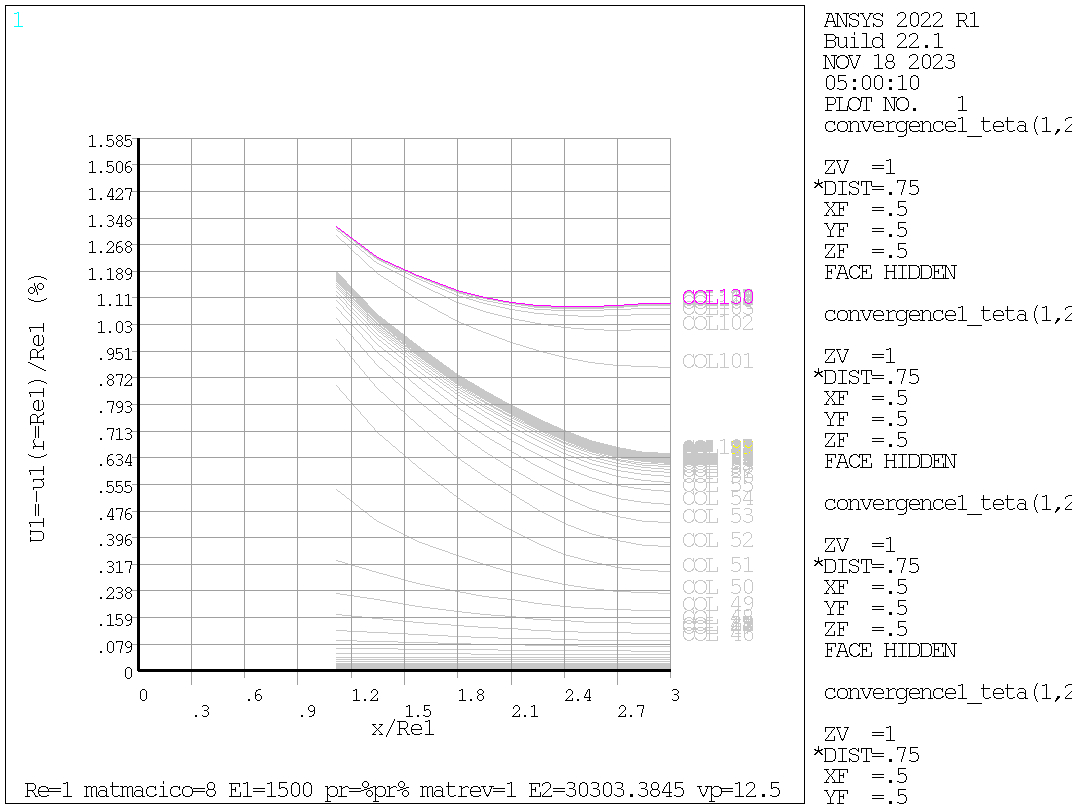 1
ANSYS 2022 R1
Build 22.1
NOV 18 2023
05:00:10
PLOT NO. 1
convergence1_teta(1,2
ZV =1
*DIST=.75
XF =.5
YF =.5
ZF =.5
FACE HIDDEN
convergence1_teta(1,2
ZV =1
*DIST=.75
XF =.5
YF =.5
ZF =.5
FACE HIDDEN
convergence1_teta(1,2
ZV =1
*DIST=.75
XF =.5
YF =.5
ZF =.5
FACE HIDDEN
convergence1_teta(1,2
ZV =1
*DIST=.75
XF =.5
YF =.5
U1=-u1(r=Re1)/Re1 (%)
1.585
1.506
1.427
1.348
1.268
1.189
1.11
1.03
.951
.872
.793
.713
.634
.555
.476
.396
.317
.238
.159
.079
0
COL130
COL102
COL101
COL 54
COL 53
COL 52
COL 51
COL 50
COL 49
COL 46
0 .6 1.2 1.8 2.4 3
.3 .9 1.5 2.1 2.7
x/Re1
Re=1 matmacico=8 E1=1500 pr=%pr% matrev=1 E2=30303.3845 vp=12.5